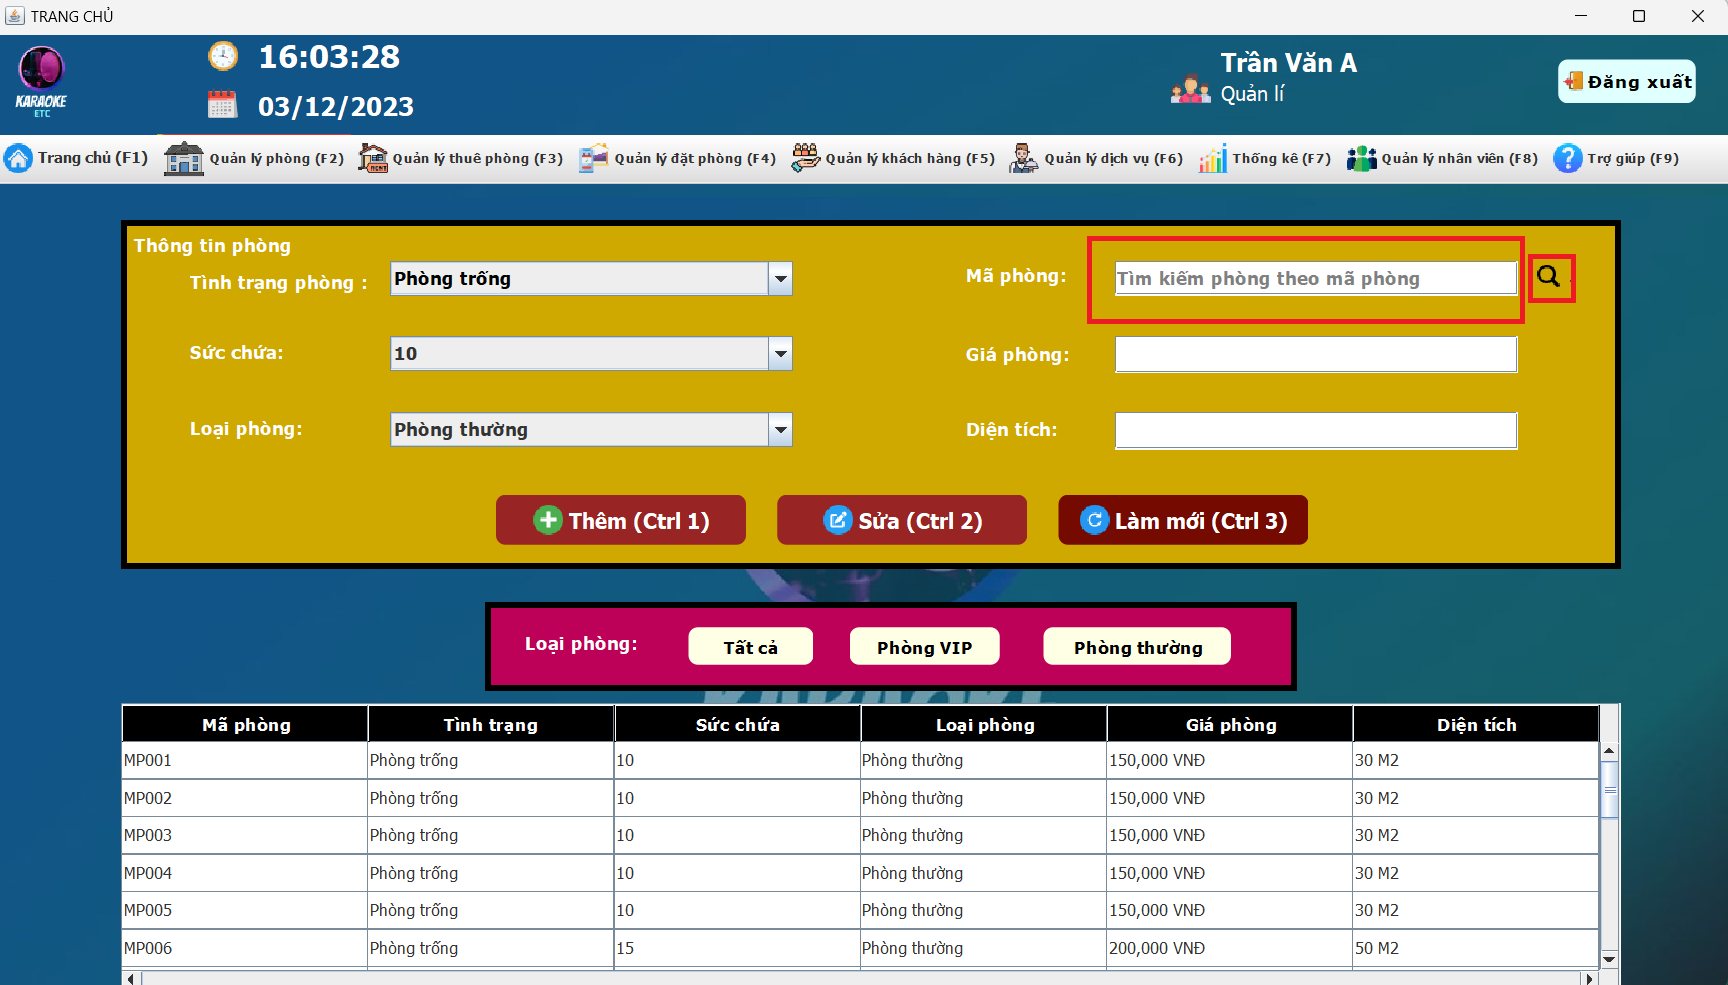 TRANG CHỦ
KARAOKE
ETC
16:03:28
03/12/2023
Trần Văn A
Quản lí
Đăng xuất
Trang chủ (F1) Quản lý phòng (F2) Quản lý thuê phòng (F3) Quản lý đặt phòng (F4) Quản lý khách hàng (F5) Quản lý dịch vụ (F6) Thống kê (F7) Quản lý nhân viên (F8) Trợ giúp (F9)
Thông tin phòng
Tình trạng phòng : Phòng trống Mã phòng: Tìm kiếm phòng theo mã phòng
Sức chứa: 10 Giá phòng:
Loại phòng: Phòng thường Diện tích:
Thêm (Ctrl 1) Sửa (Ctrl 2) Làm mới (Ctrl 3)
Loại phòng: Tất cả Phòng VIP Phòng thường
Mã phòng Tình trạng Sức chứa Loại phòng Giá phòng Diện tích
MP001 Phòng trống 10 Phòng thường 150,000 VNĐ 30 M2
MP002 Phòng trống 10 Phòng thường 150,000 VNĐ 30 M2
MP003 Phòng trống 10 Phòng thường 150,000 VNĐ 30 M2
MP004 Phòng trống 10 Phòng thường 150,000 VNĐ 30 M2
MP005 Phòng trống 10 Phòng thường 150,000 VNĐ 30 M2
MP006 Phòng trống 15 Phòng thường 200,000 VNĐ 50 M2